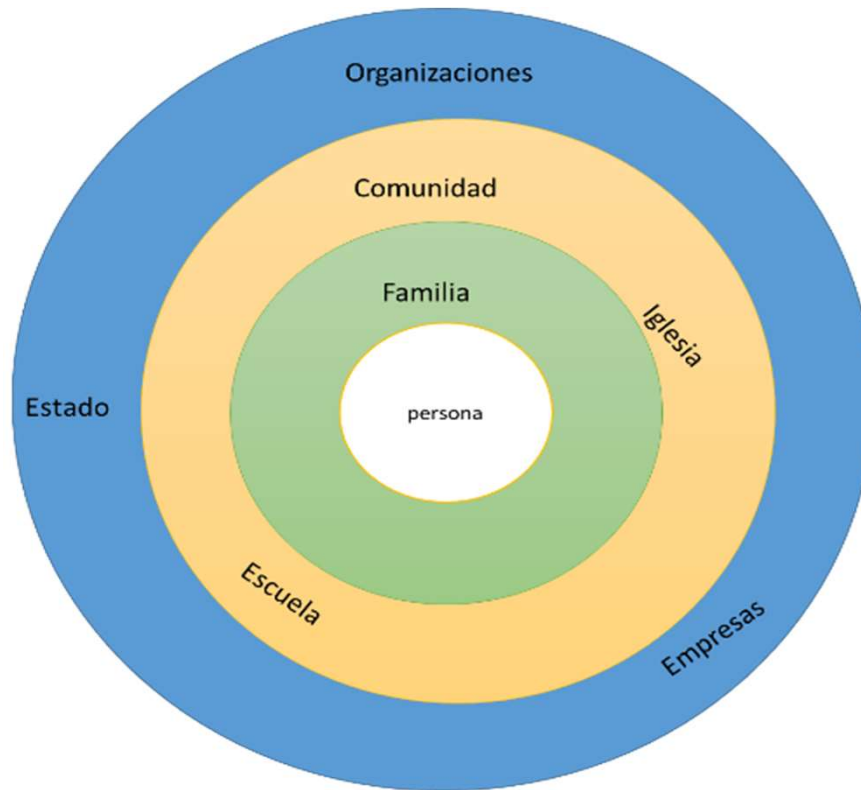 Organizaciones
Comunidad
Familia
Iglesia
Estado
persona
Escuela
Empresas